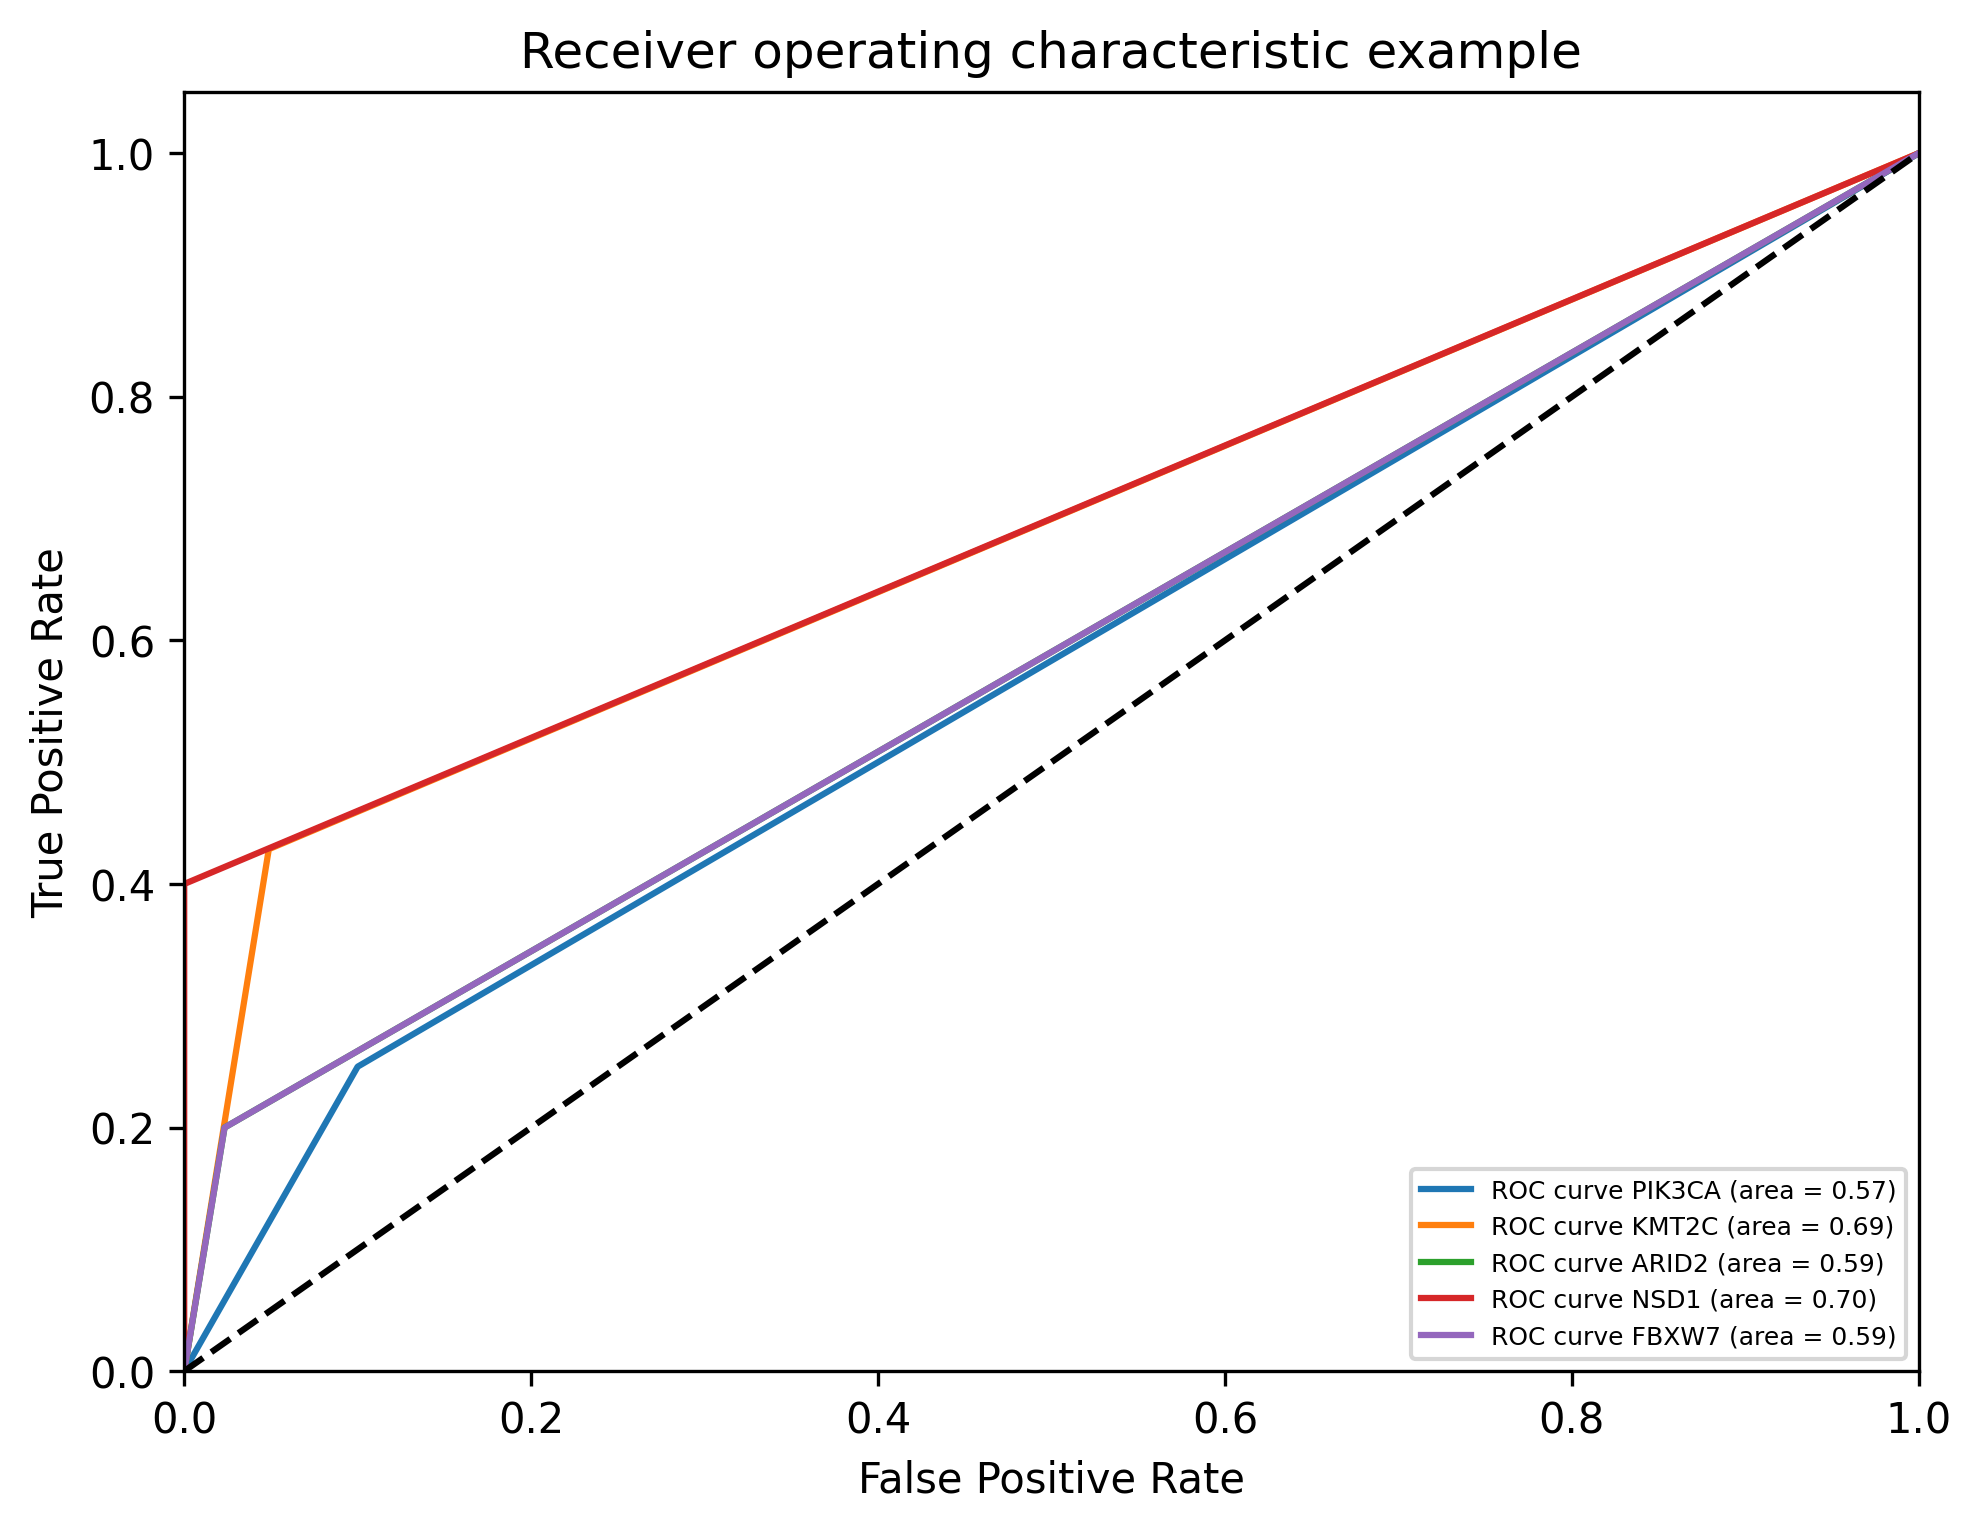 Receiver operating characteristic example
True Positive Rate
1.0
0.8
0.6
0.4
0.2
0.0
ROC curve PIK3CA (area = 0.57)
ROC curve KMT2C (area = 0.69)
ROC curve ARID2 (area = 0.59)
ROC curve NSD1 (area = 0.70)
ROC curve FBXW7 (area = 0.59)
0.0 0.2 0.4 0.6 0.8 1.0
False Positive Rate